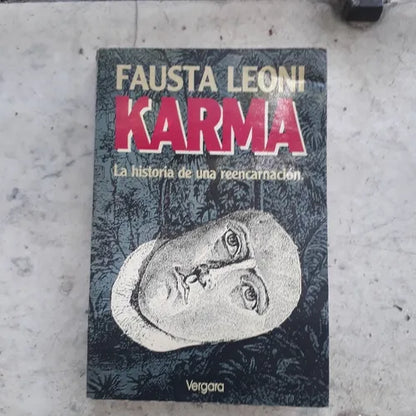 FAUSTA LEONI
KARMA
La historia de una reencarnación.
Vergara